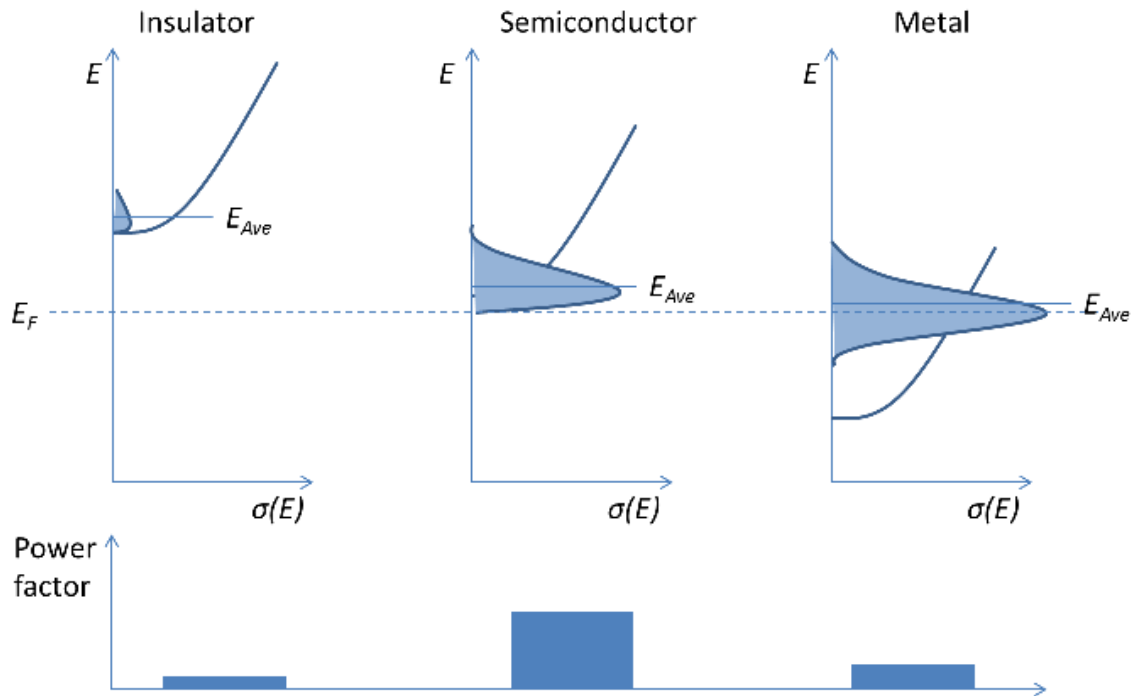 Insulator
Semiconductor
Metal
E
E
E
E_Ave
E_Ave
E_Ave
E_F
σ(E)
σ(E)
σ(E)
Power
factor